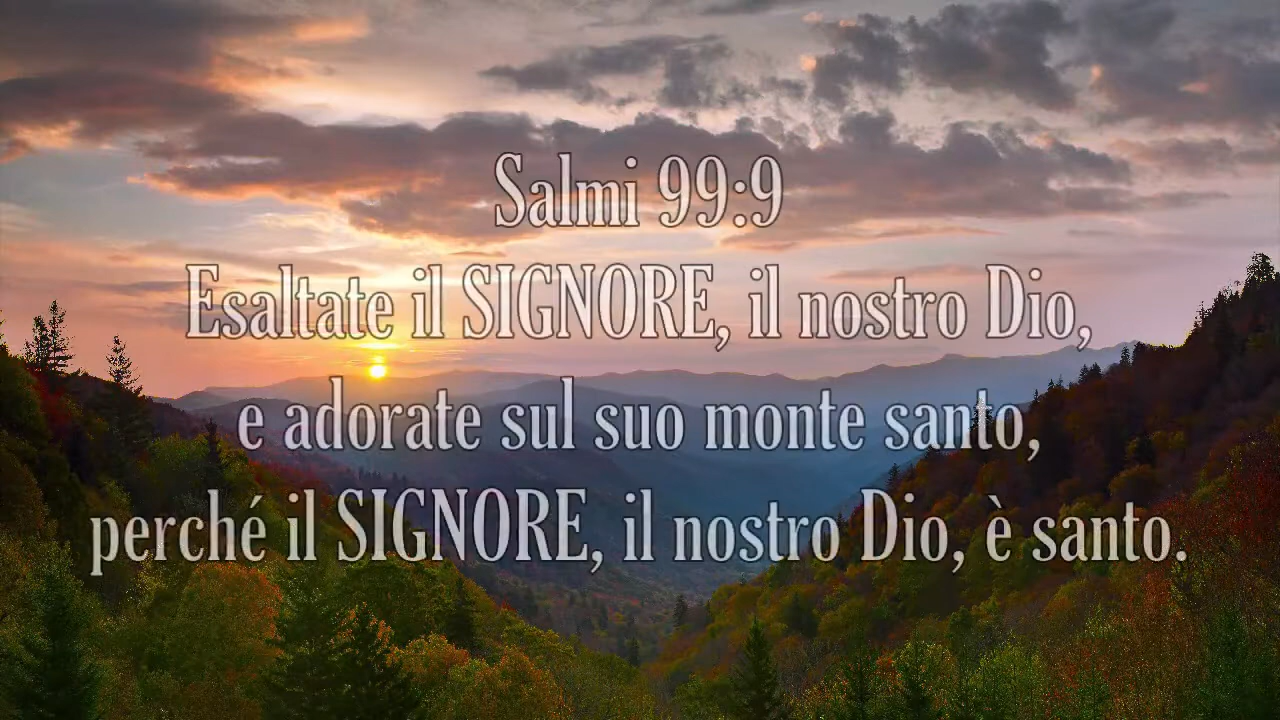 Salmi 99:9
Esaltate il SIGNORE, il nostro Dio,
e adorate sul suo monte santo,
perché il SIGNORE, il nostro Dio, è santo.